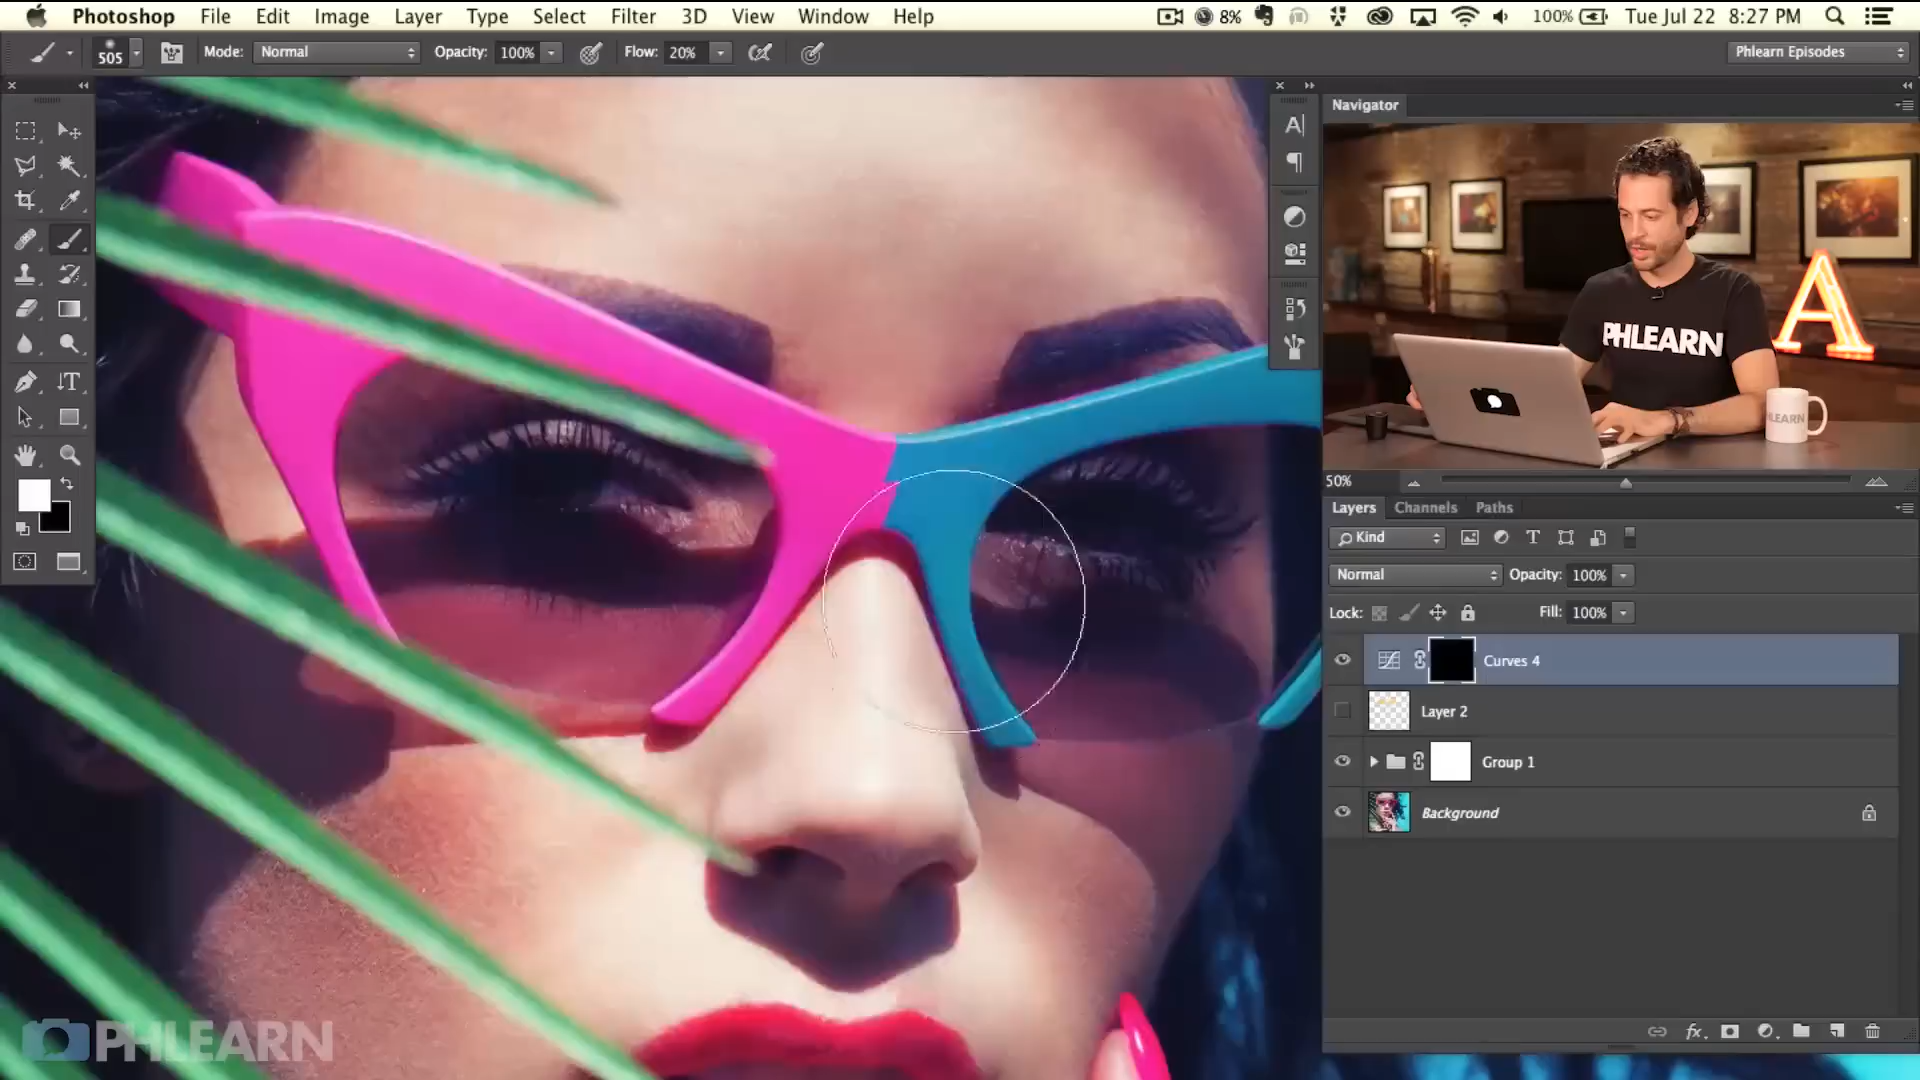 Photoshop File Edit Image Layer Type Select Filter 3D View Window Help 8% 100% Tue Jul 22 8:27 PM
505 Mode: Normal Opacity: 100% Flow: 20% Phlearn Episodes
Navigator
A
PHLEARN
PHLEARN
50%
Layers Channels Paths
Kind
Normal Opacity: 100%
Lock: Fill: 100%
Curves 4
Layer 2
Group 1
Background
fx
PHLEARN